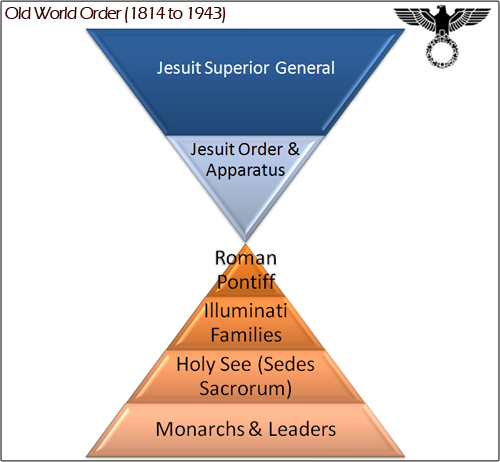 Old World Order (1814 to 1943)
Jesuit Superior General
Jesuit Order &
Apparatus
Roman
Pontiff
Illuminati
Families
Holy See (Sedes
Sacrorum)
Monarchs & Leaders